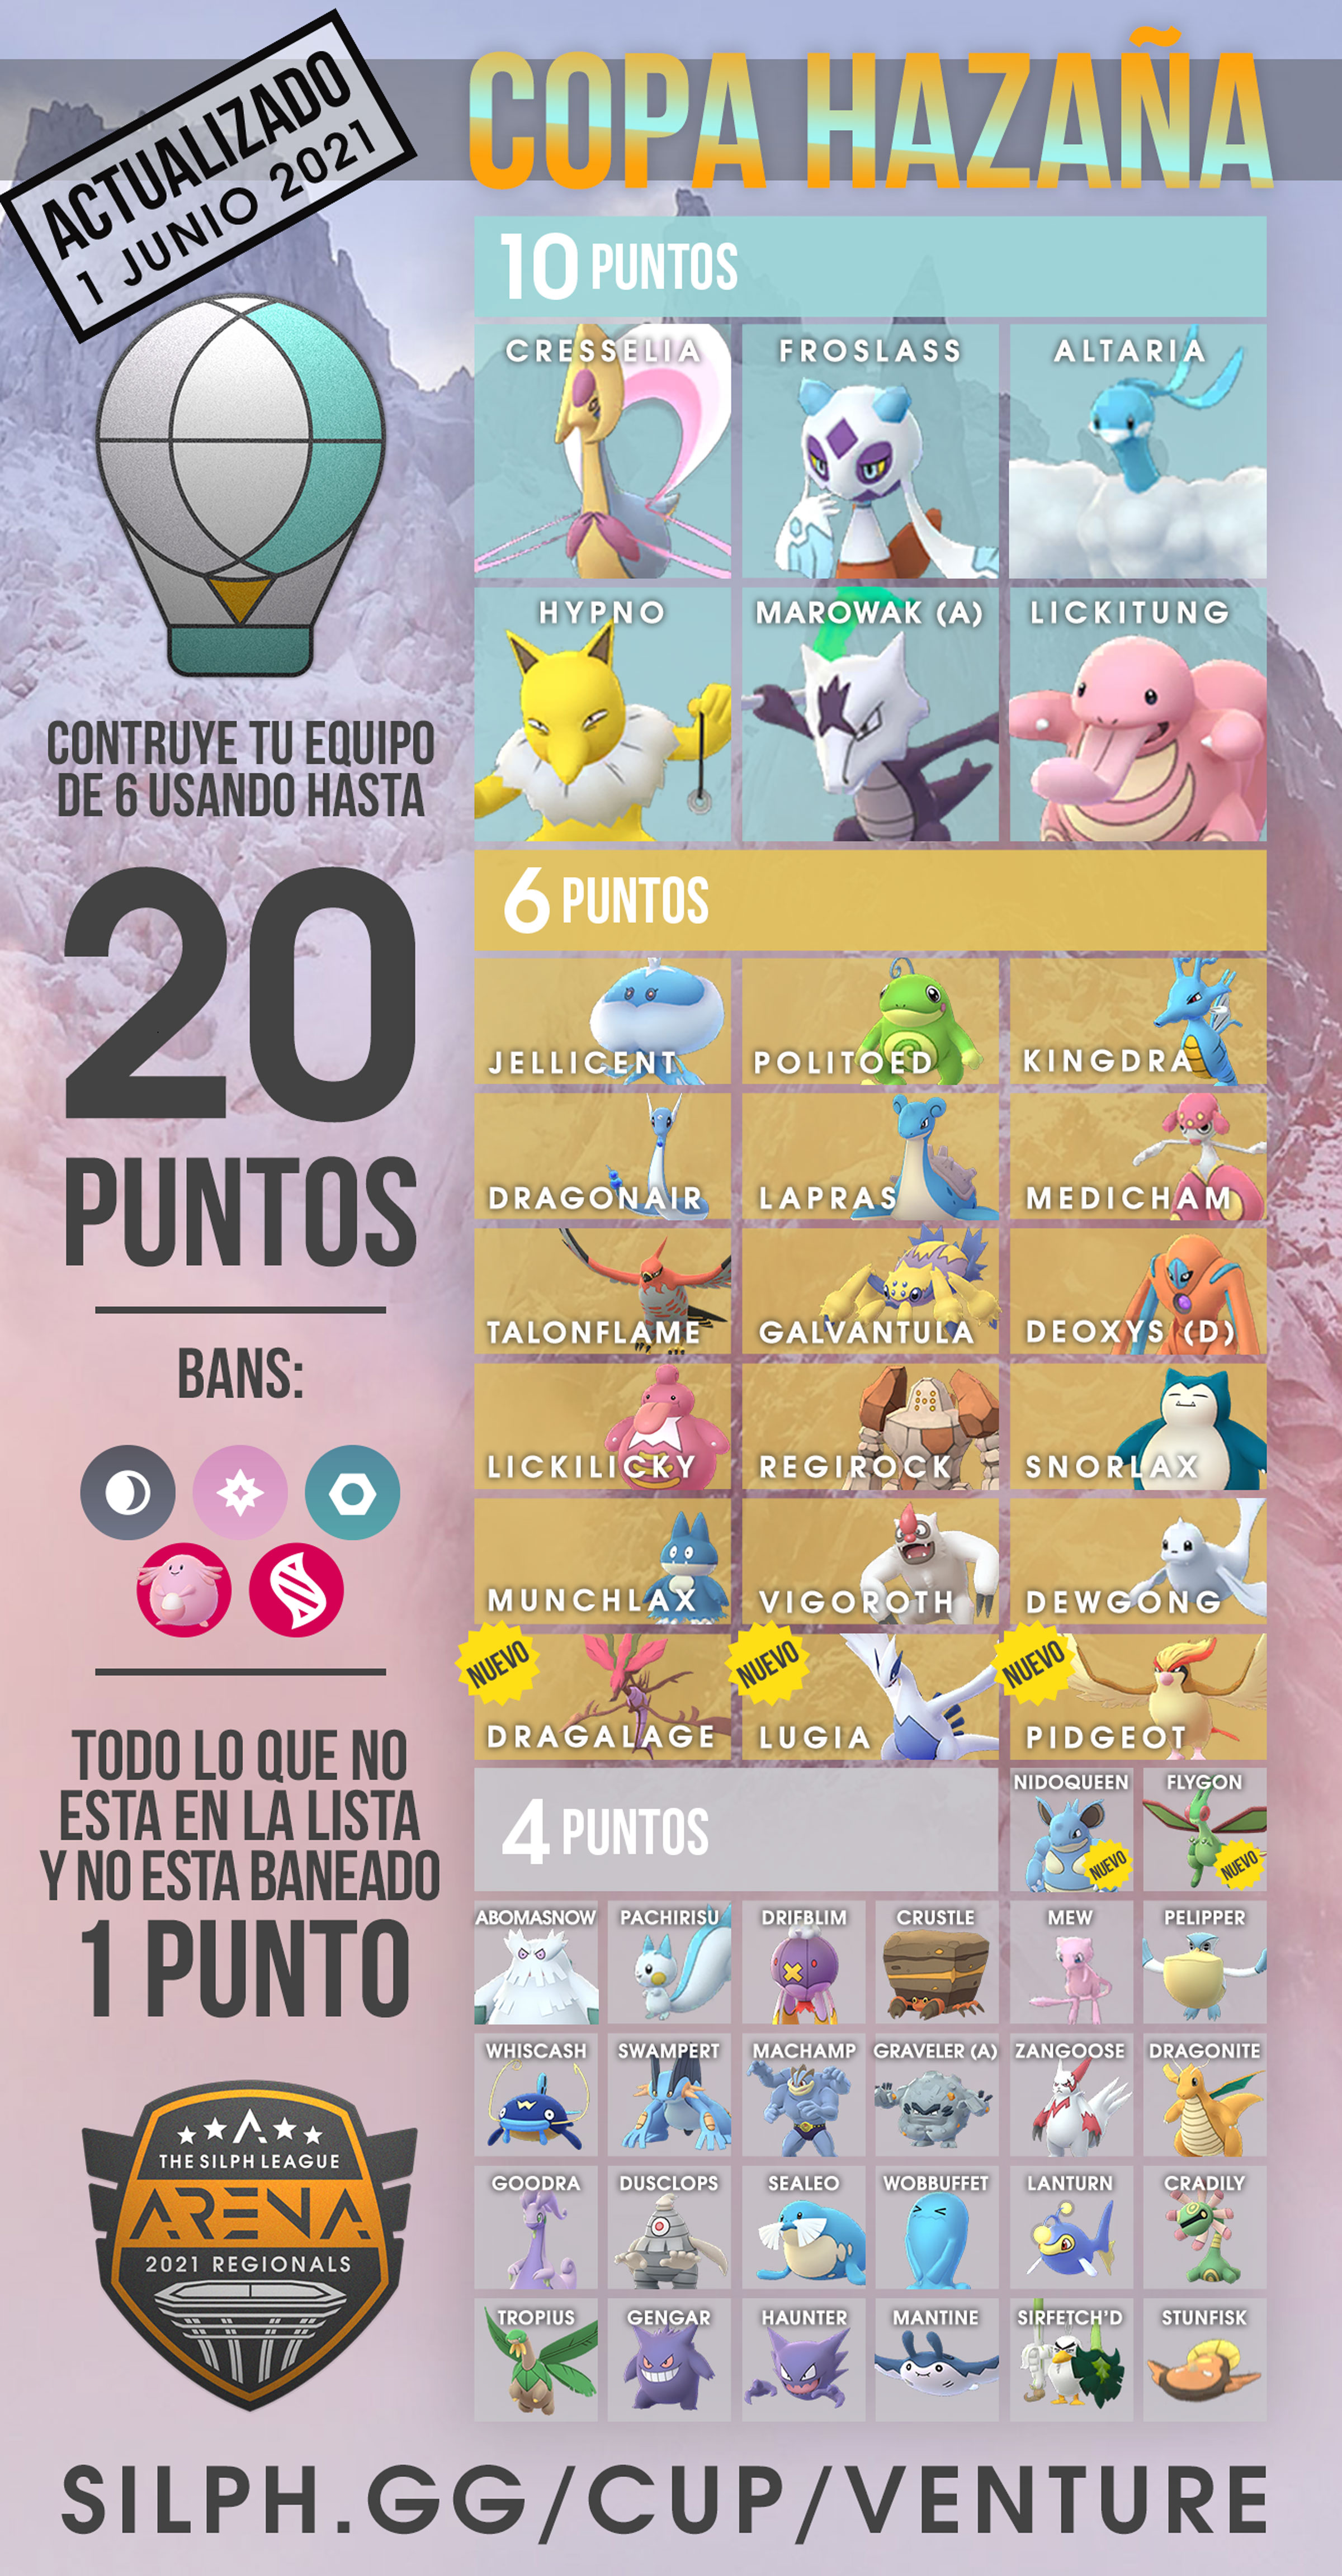 ACTUALIZADO
1 JUNIO 2021
COPA HAZAÑA
CONTRUYE TU EQUIPO
DE 6 USANDO HASTA
20
PUNTOS
BANS:
TODO LO QUE NO
ESTA EN LA LISTA
Y NO ESTA BANEADO
1 PUNTO
THE SILPH LEAGUE
ARENA
2021 REGIONALS
10 PUNTOS
CRESSELIA FROSLASS ALTARIA
HYPNO MAROWAK (A) LICKITUNG
6 PUNTOS
JELLICENT POLITOED KINGDRA
DRAGONAIR LAPRAS MEDICHAM
TALONFLAME GALVANTULA DEOXYS (D)
LICKILICKY REGIROCK SNORLAX
MUNCHLAX VIGOROTH DEWGONG
NUEVO NUEVO NUEVO
DRAGALAGE LUGIA PIDGEOT
4 PUNTOS
NIDOQUEEN FLYGON
NUEVO NUEVO
ABOMASNOW PACHIRISU DRIFBLIM CRUSTLE MEW PELIPPER
WHISCASH SWAMPERT MACHAMP GRAVELER (A) ZANGOOSE DRAGONITE
GOODRA DUSCLOPS SEALEO WOBBUFFET LANTURN CRADILY
TROPIUS GENGAR HAUNTER MANTINE SIRFETCH'D STUNFISK
SILPH.GG/CUP/VENTURE